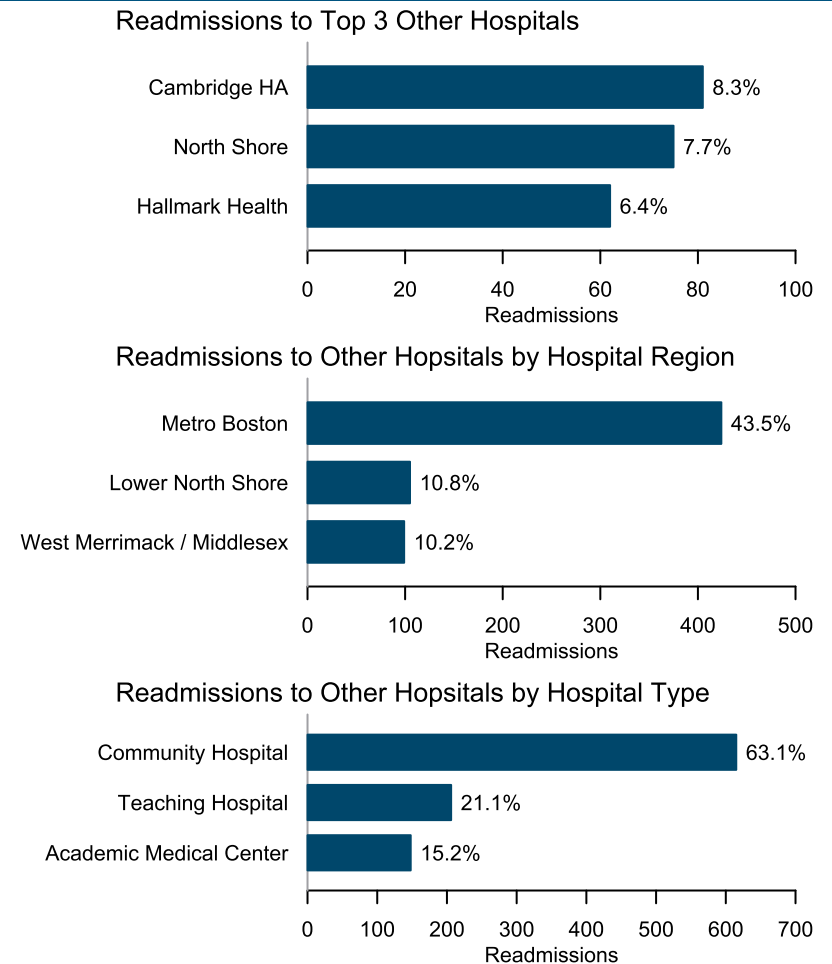 Readmissions to Top 3 Other Hospitals
Cambridge HA 8.3%
North Shore 7.7%
Hallmark Health 6.4%
0 20 40 60 80 100
Readmissions
Readmissions to Other Hopsitals by Hospital Region
Metro Boston 43.5%
Lower North Shore 10.8%
West Merrimack / Middlesex 10.2%
0 100 200 300 400 500
Readmissions
Readmissions to Other Hopsitals by Hospital Type
Community Hospital 63.1%
Teaching Hospital 21.1%
Academic Medical Center 15.2%
0 100 200 300 400 500 600 700
Readmissions